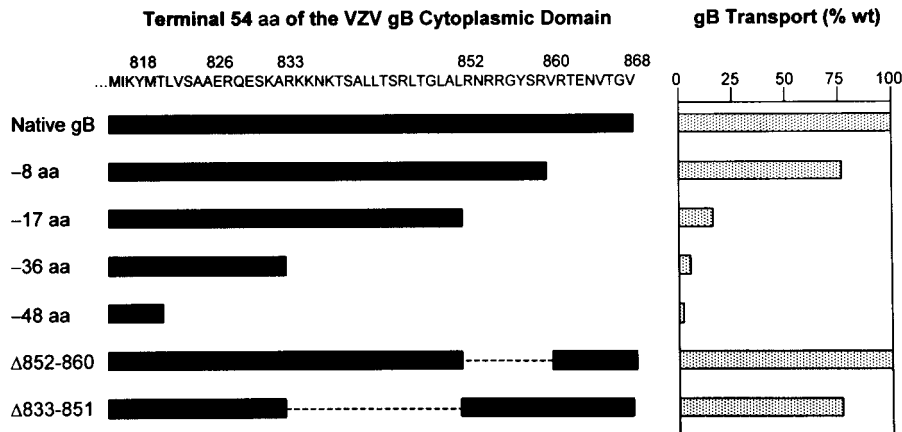 Terminal 54 aa of the VZV gB Cytoplasmic Domain
gB Transport (% wt)
818 826 833 852 860 868
...MIKYMTLVSAAERQESKARKKNKTSALLTSRLTGLALRNRRGYSRVRTENVTGV
0 25 50 75 100
Native gB
–8 aa
–17 aa
–36 aa
–48 aa
Δ852-860
Δ833-851